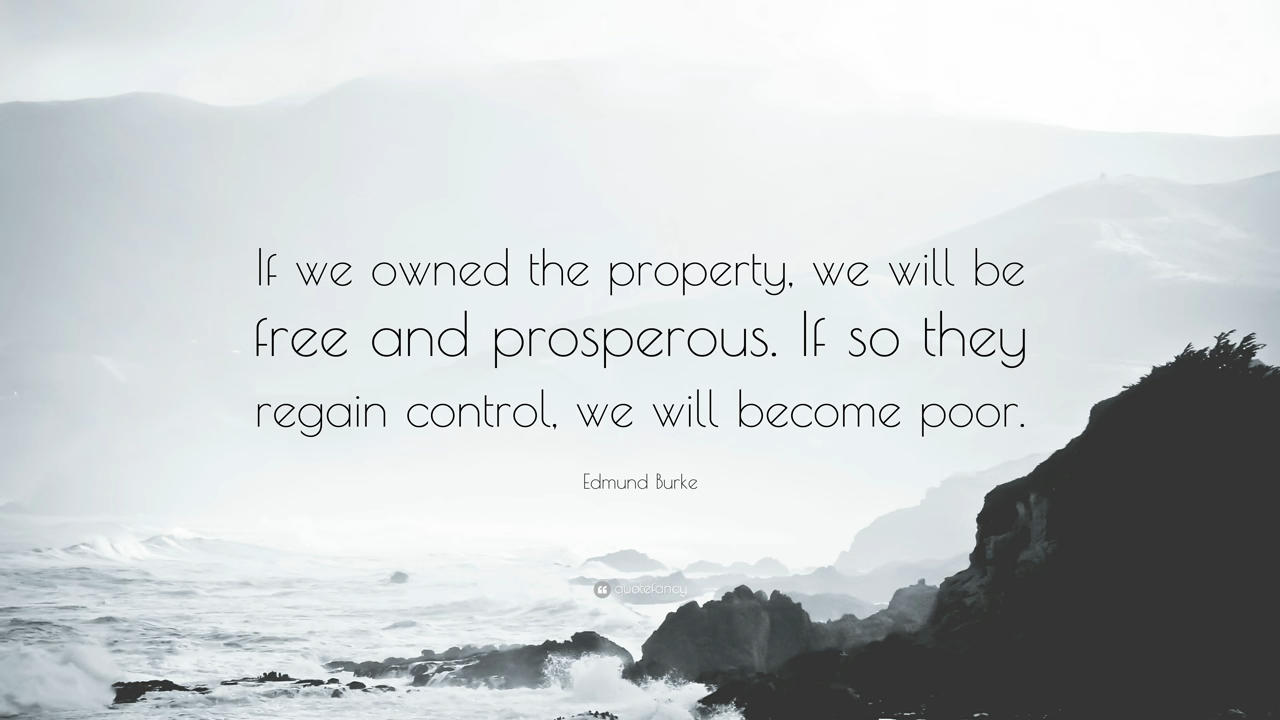 If we owned the property, we will be
free and prosperous. If so they
regain control, we will become poor.
Edmund Burke
quotefancy